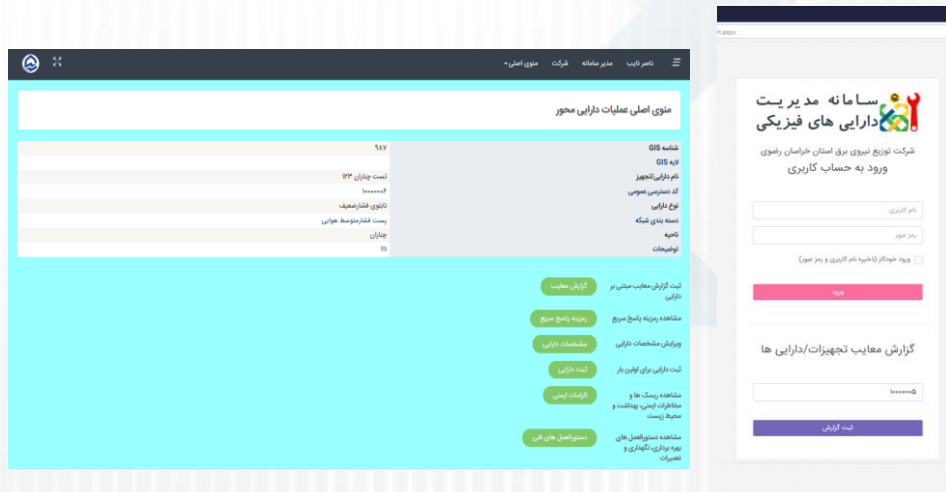 ناصر نایب مدیر سامانه شرکت منوی اصلی
منوی اصلی عملیات دارایی محور
شناسه GIS ۹۸۷
لایه GIS
نام دارایی/تجهیز تست چناران ۱۲۳
کد دسترسی عمومی ۱۰۰۰۰۰۰۶
نوع دارایی تابلوی فشارضعیف
دسته بندی شبکه پست فشارمتوسط هوایی
ناحیه چناران
توضیحات ۱۱۱
ثبت گزارش معایب مبتنی بر
دارایی
گزارش معایب
مشاهده رمزینه پاسخ سریع
رمزینه پاسخ سریع
ویرایش مشخصات دارایی
مشخصات دارایی
ثبت دارایی برای اولین بار
ثبت دارایی
مشاهده ریسک ها و
مخاطرات ایمنی، بهداشت و
محیط زیست
الزامات ایمنی
مشاهده دستورالعمل های
بهره برداری، نگهداری و
تعمیرات
دستورالعمل های فنی
سامانه مدیریت
دارایی های فیزیکی
شرکت توزیع نیروی برق استان خراسان رضوی
ورود به حساب کاربری
نام کاربری
رمز عبور
ورود خودکار (ذخیره نام کاربری و رمز عبور)
ورود
گزارش معایب تجهیزات/دارایی ها
۱۰۰۰۰۰۰۵
ثبت گزارش